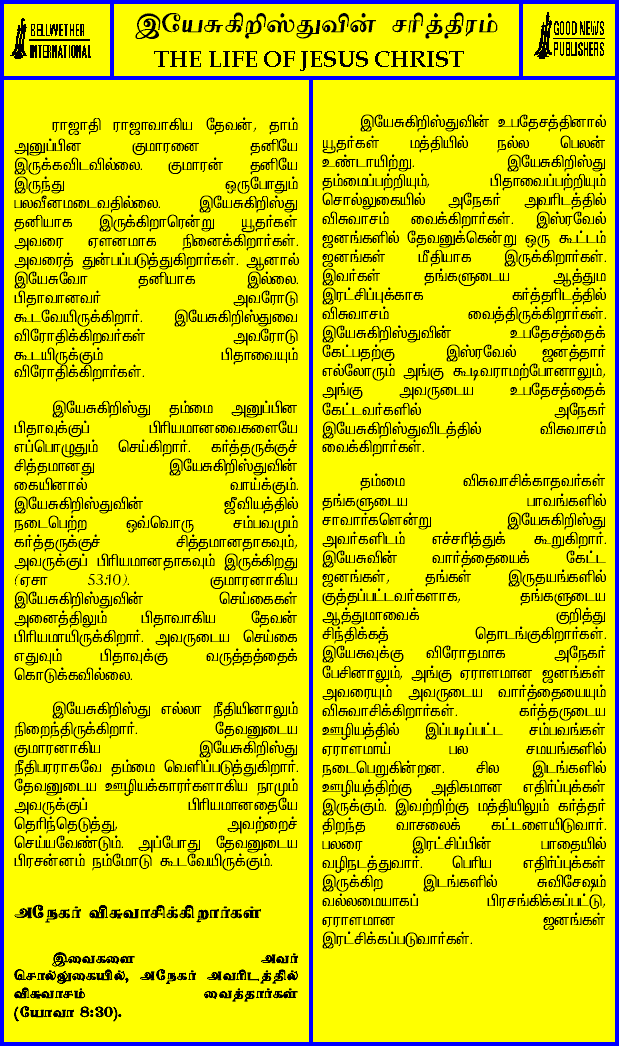 BELLWETHER
INTERNATIONAL
இயேசுகிறிஸ்துவின் சரித்திரம்
THE LIFE OF JESUS CHRIST
GOOD NEWS
PUBLISHERS
ராஜாதி ராஜாவாகிய தேவன், தாம்
அனுப்பின குமாரனை தனியே
இருக்கவிடவில்லை. குமாரன் தனியே
இருந்து ஒருபோதும்
பலவீனமடைவதில்லை. இயேசுகிறிஸ்து
தனியாக இருக்கிறாரென்று யூதர்கள்
அவரை ஏளனமாக நினைக்கிறார்கள்.
அவரைத் துன்பப்படுத்துகிறார்கள். ஆனால்
இயேசுவோ தனியாக இல்லை.
பிதாவானவர் அவரோடு
கூடவேயிருக்கிறார். இயேசுகிறிஸ்துவை
விரோதிக்கிறவர்கள் அவரோடு
கூடயிருக்கும் பிதாவையும்
விரோதிக்கிறார்கள்.
இயேசுகிறிஸ்து தம்மை அனுப்பின
பிதாவுக்குப் பிரியமானவைகளையே
எப்பொழுதும் செய்கிறார். கர்த்தருக்குச்
சித்தமானது இயேசுகிறிஸ்துவின்
கையினால் வாய்க்கும்.
இயேசுகிறிஸ்துவின் ஜீவியத்தில்
நடைபெற்ற ஒவ்வொரு சம்பவமும்
கர்த்தருக்குச் சித்தமானதாகவும்,
அவருக்குப் பிரியமானதாகவும் இருக்கிறது
(ஏசா 53:10). குமாரனாகிய
இயேசுகிறிஸ்துவின் செய்கைகள்
அனைத்திலும் பிதாவாகிய தேவன்
பிரியமாயிருக்கிறார். அவருடைய செய்கை
எதுவும் பிதாவுக்கு வருத்தத்தைக்
கொடுக்கவில்லை.
இயேசுகிறிஸ்து எல்லா நீதியினாலும்
நிறைந்திருக்கிறார். தேவனுடைய
குமாரனாகிய இயேசுகிறிஸ்து
நீதிபரராகவே தம்மை வெளிப்படுத்துகிறார்.
தேவனுடைய ஊழியக்காரர்களாகிய நாமும்
அவருக்குப் பிரியமானதையே
தெரிந்தெடுத்து, அவற்றைச்
செய்யவேண்டும். அப்போது தேவனுடைய
பிரசன்னம் நம்மோடு கூடவேயிருக்கும்.
அநேகர் விசுவாசிக்கிறார்கள்
இவைகளை அவர்
சொல்லுகையில், அநேகர் அவரிடத்தில்
விசுவாசம் வைத்தார்கள்
(யோவா 8:30).
இயேசுகிறிஸ்துவின் உபதேசத்தினால்
யூதர்கள் மத்தியில் நல்ல பெலன்
உண்டாயிற்று. இயேசுகிறிஸ்து
தம்மைப்பற்றியும், பிதாவைப்பற்றியும்
சொல்லுகையில் அநேகர் அவரிடத்தில்
விசுவாசம் வைக்கிறார்கள். இஸ்ரவேல்
ஜனங்களில் தேவனுக்கென்று ஒரு கூட்டம்
ஜனங்கள் மீதியாக இருக்கிறார்கள்.
இவர்கள் தங்களுடைய ஆத்தும
இரட்சிப்புக்காக கர்த்தரிடத்தில்
விசுவாசம் வைத்திருக்கிறார்கள்.
இயேசுகிறிஸ்துவின் உபதேசத்தைக்
கேட்பதற்கு இஸ்ரவேல் ஜனத்தார்
எல்லோரும் அங்கு கூடிவராமற்போனாலும்,
அங்கு அவருடைய உபதேசத்தைக்
கேட்டவர்களில் அநேகர்
இயேசுகிறிஸ்துவிடத்தில் விசுவாசம்
வைக்கிறார்கள்.
தம்மை விசுவாசிக்காதவர்கள்
தங்களுடைய பாவங்களில்
சாவார்களென்று இயேசுகிறிஸ்து
அவர்களிடம் எச்சரித்துக் கூறுகிறார்.
இயேசுவின் வார்த்தையைக் கேட்ட
ஜனங்கள், தங்கள் இருதயங்களில்
குத்தப்பட்டவர்களாக, தங்களுடைய
ஆத்துமாவைக் குறித்து
சிந்திக்கத் தொடங்குகிறார்கள்.
இயேசுவுக்கு விரோதமாக அநேகர்
பேசினாலும், அங்கு ஏராளமான ஜனங்கள்
அவரையும் அவருடைய வார்த்தையையும்
விசுவாசிக்கிறார்கள். கர்த்தருடைய
ஊழியத்தில் இப்படிப்பட்ட சம்பவங்கள்
ஏராளமாய் பல சமயங்களில்
நடைபெறுகின்றன. சில இடங்களில்
ஊழியத்திற்கு அதிகமான எதிர்ப்புக்கள்
இருக்கும். இவற்றிற்கு மத்தியிலும் கர்த்தர்
திறந்த வாசலைக் கட்டளையிடுவார்.
பலரை இரட்சிப்பின் பாதையில்
வழிநடத்துவார். பெரிய எதிர்ப்புக்கள்
இருக்கிற இடங்களில் சுவிசேஷம்
வல்லமையாகப் பிரசங்கிக்கப்பட்டு,
ஏராளமான ஜனங்கள்
இரட்சிக்கப்படுவார்கள்.